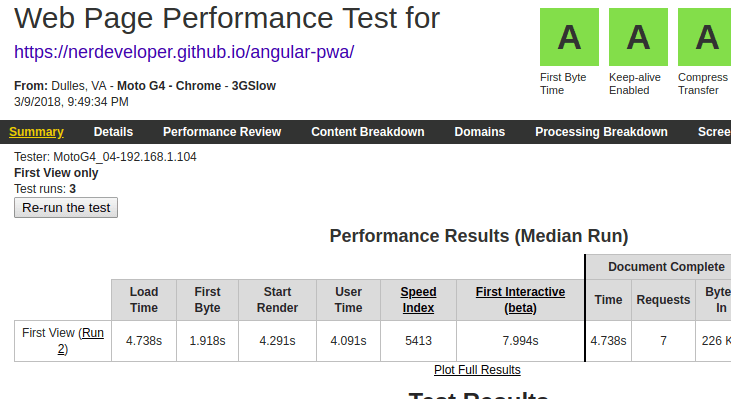 Web Page Performance Test for
https://nerdeveloper.github.io/angular-pwa/
From: Dulles, VA - Moto G4 - Chrome - 3GSlow
3/9/2018, 9:49:34 PM
A A A
First Byte Time
Keep-alive Enabled
Compress Transfer
Summary Details Performance Review Content Breakdown Domains Processing Breakdown Scree
Tester: MotoG4_04-192.168.1.104
First View only
Test runs: 3
Re-run the test
Performance Results (Median Run)
Document Complete
Load Time First Byte Start Render User Time Speed Index First Interactive (beta) Time Requests Byte In
First View (Run 2) 4.738s 1.918s 4.291s 4.091s 5413 7.994s 4.738s 7 226 K
Plot Full Results
Test Results